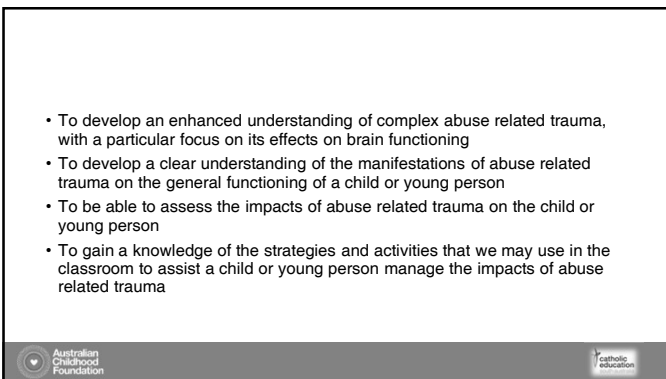 • To develop an enhanced understanding of complex abuse related trauma,
with a particular focus on its effects on brain functioning
• To develop a clear understanding of the manifestations of abuse related
trauma on the general functioning of a child or young person
• To be able to assess the impacts of abuse related trauma on the child or
young person
• To gain a knowledge of the strategies and activities that we may use in the
classroom to assist a child or young person manage the impacts of abuse
related trauma
Australian
Childhood
Foundation
catholic
education